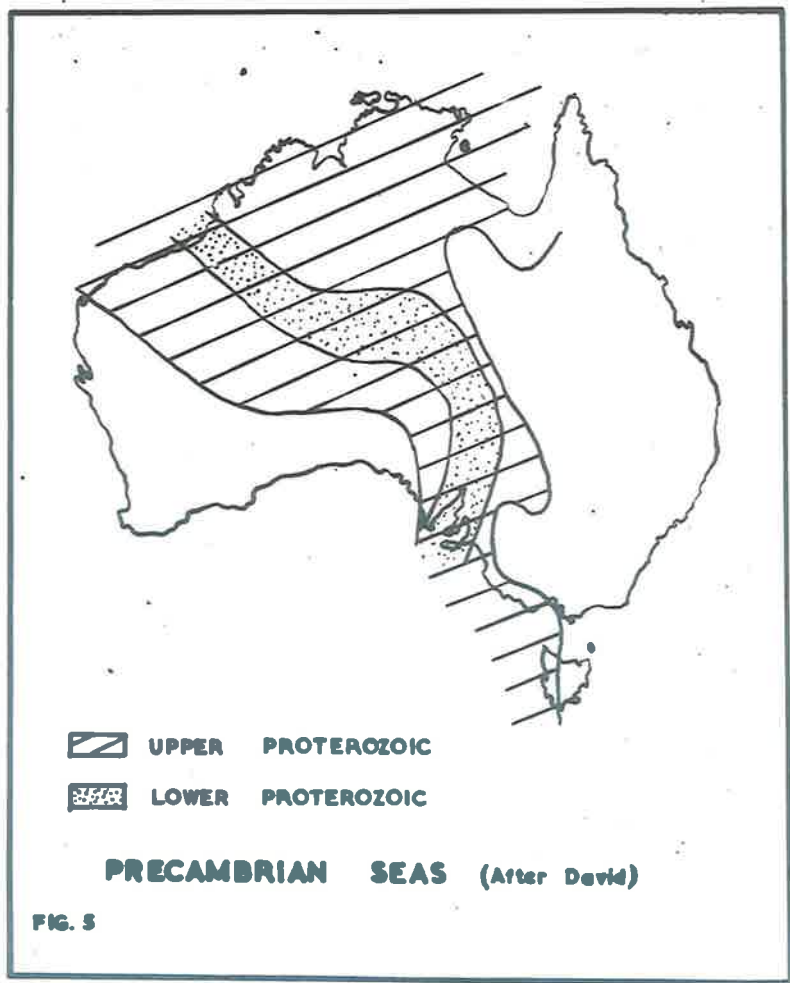 UPPER PROTEROZOIC
LOWER PROTEROZOIC
PRECAMBRIAN SEAS (After David)
FIG. 5